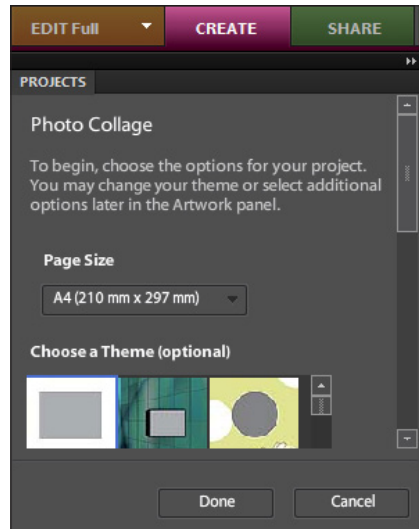 EDIT Full CREATE SHARE
PROJECTS
Photo Collage
To begin, choose the options for your project.
You may change your theme or select additional
options later in the Artwork panel.
Page Size
A4 (210 mm x 297 mm)
Choose a Theme (optional)
Done Cancel